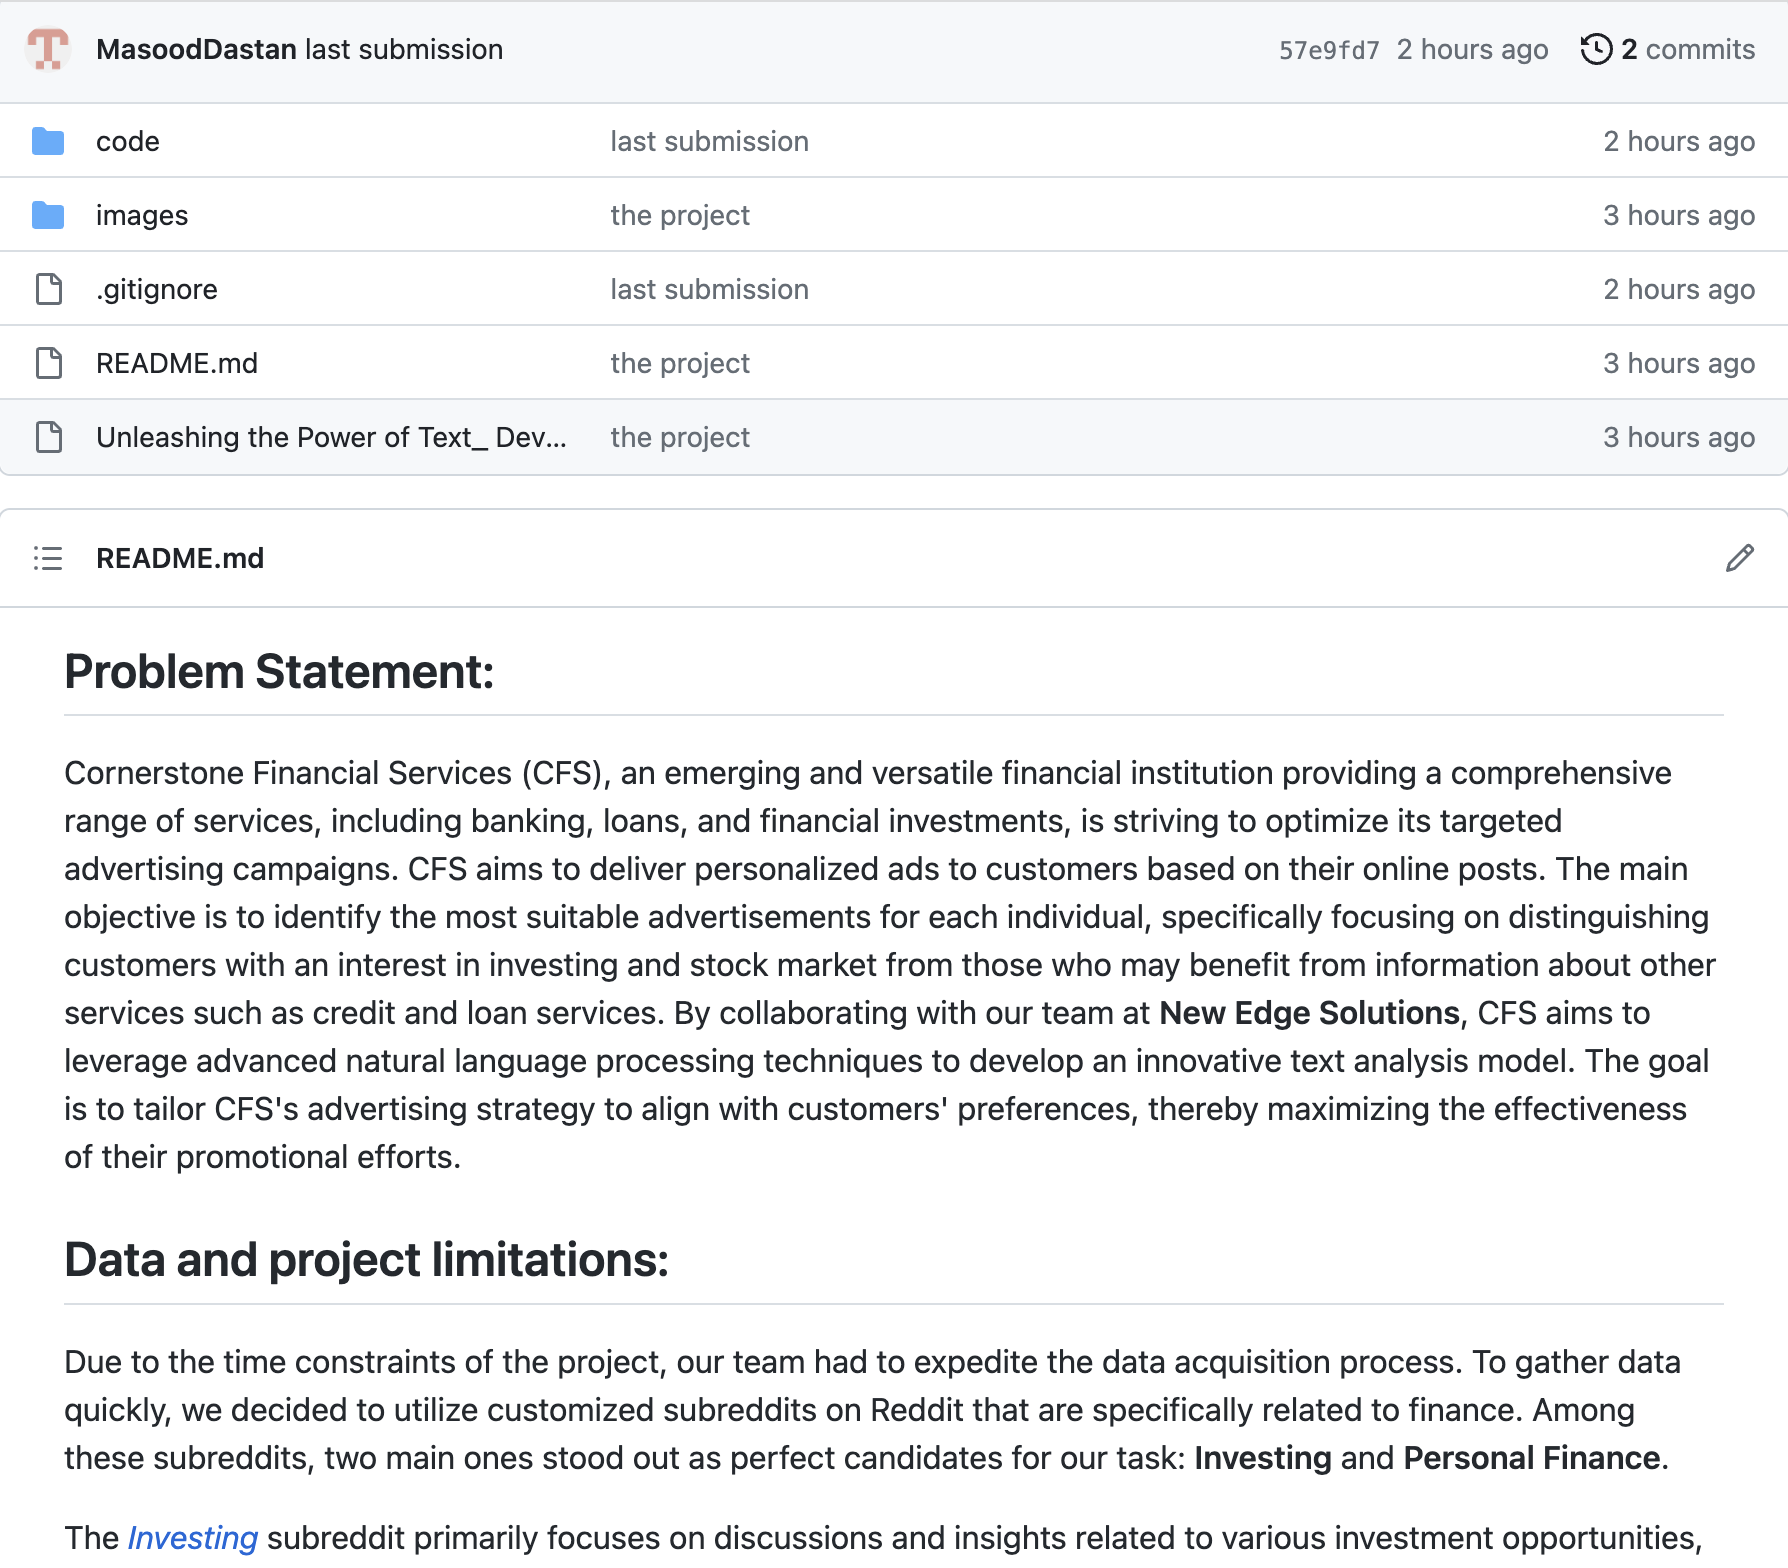 MasoodDastan last submission 57e9fd7 2 hours ago 2 commits
code last submission 2 hours ago
images the project 3 hours ago
.gitignore last submission 2 hours ago
README.md the project 3 hours ago
Unleashing the Power of Text_ Dev... the project 3 hours ago
README.md
Problem Statement:
Cornerstone Financial Services (CFS), an emerging and versatile financial institution providing a comprehensive
range of services, including banking, loans, and financial investments, is striving to optimize its targeted
advertising campaigns. CFS aims to deliver personalized ads to customers based on their online posts. The main
objective is to identify the most suitable advertisements for each individual, specifically focusing on distinguishing
customers with an interest in investing and stock market from those who may benefit from information about other
services such as credit and loan services. By collaborating with our team at New Edge Solutions, CFS aims to
leverage advanced natural language processing techniques to develop an innovative text analysis model. The goal
is to tailor CFS's advertising strategy to align with customers' preferences, thereby maximizing the effectiveness
of their promotional efforts.
Data and project limitations:
Due to the time constraints of the project, our team had to expedite the data acquisition process. To gather data
quickly, we decided to utilize customized subreddits on Reddit that are specifically related to finance. Among
these subreddits, two main ones stood out as perfect candidates for our task: Investing and Personal Finance.
The Investing subreddit primarily focuses on discussions and insights related to various investment opportunities,